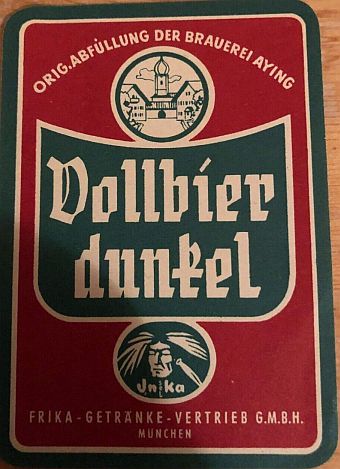 ORIG. ABFÜLLUNG DER BRAUEREI AYING
Vollbier
dunkel
Jnka
FRIKA - GETRÄNKE - VERTRIEB G.M.B.H.
MÜNCHEN